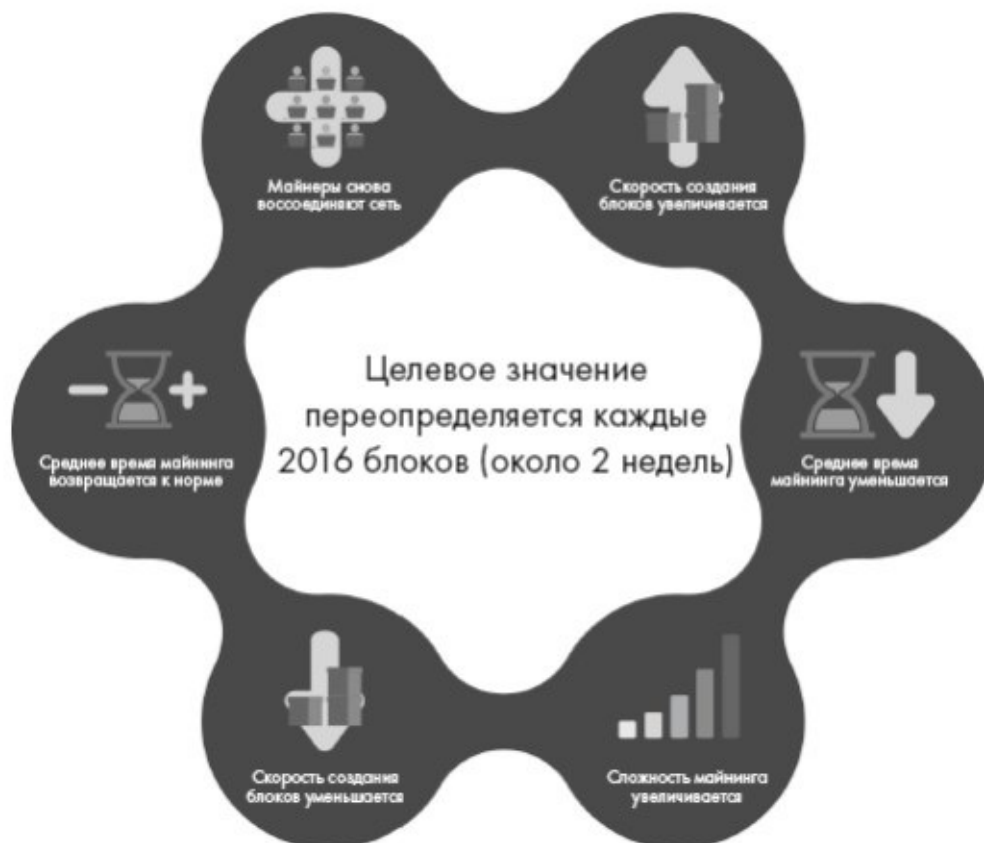 Майнеры снова
воссоединяют сеть
Скорость создания
блоков увеличивается
Целевое значение
переопределяется каждые
2016 блоков (около 2 недель)
Среднее время майнинга
возвращается к норме
Среднее время
майнинга уменьшается
Скорость создания
блоков уменьшается
Сложность майнинга
увеличивается